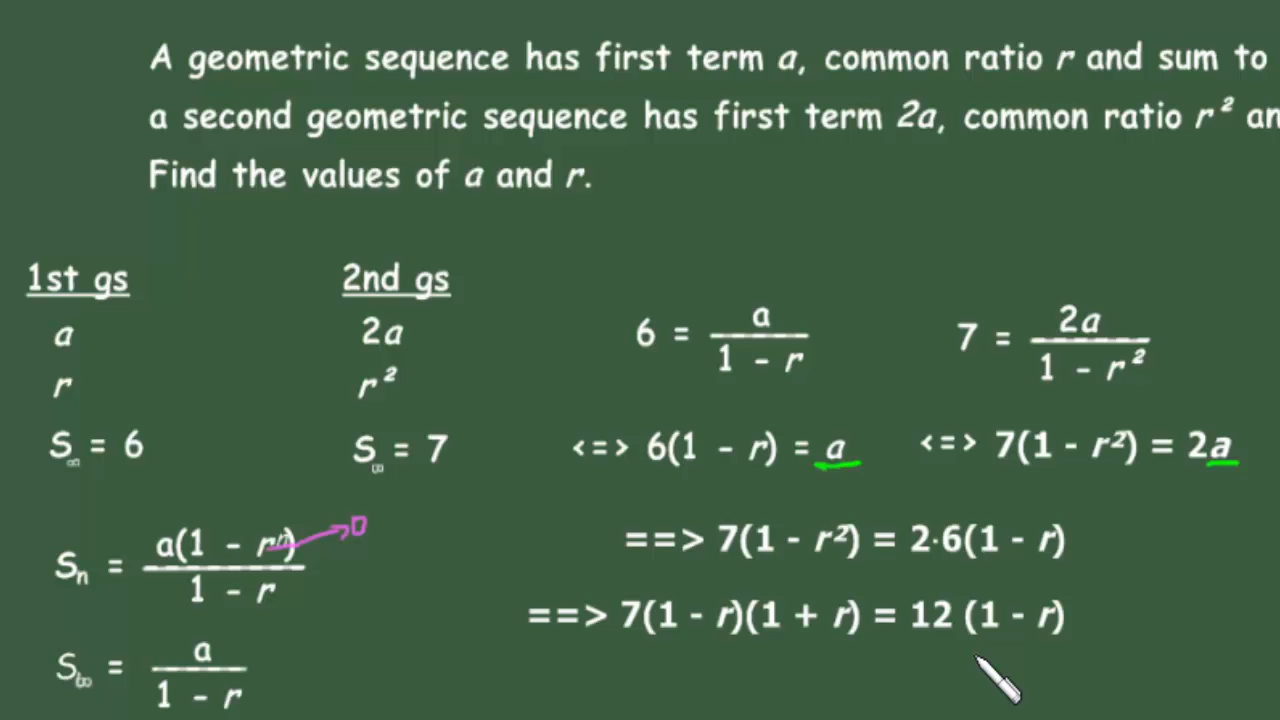 A geometric sequence has first term a, common ratio r and sum to
a second geometric sequence has first term 2a, common ratio r² an
Find the values of a and r.
1st gs
2nd gs
a
2a
6 = a / (1 - r)
7 = 2a / (1 - r²)
r
r²
S∞ = 6
S∞ = 7
<=> 6(1 - r) = a
<=> 7(1 - r²) = 2a
Sn = a(1 - rⁿ) / (1 - r)
→0
==> 7(1 - r²) = 2·6(1 - r)
==> 7(1 - r)(1 + r) = 12 (1 - r)
S∞ = a / (1 - r)